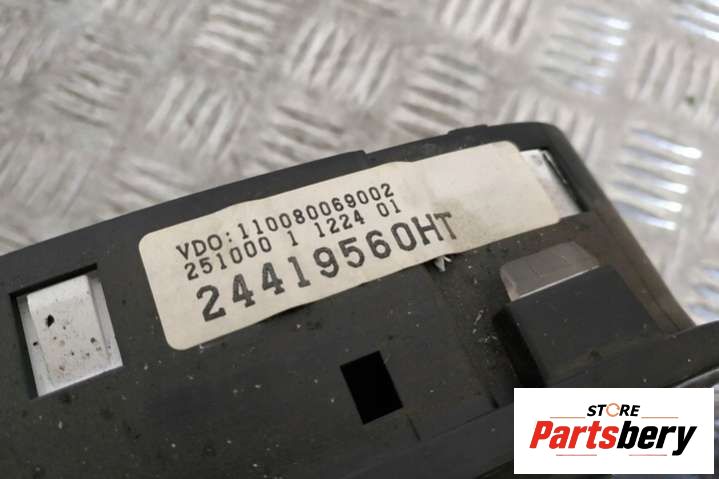 VDO:110080069002
251000 1 1224 01
24419560HT
STORE
Partsbery